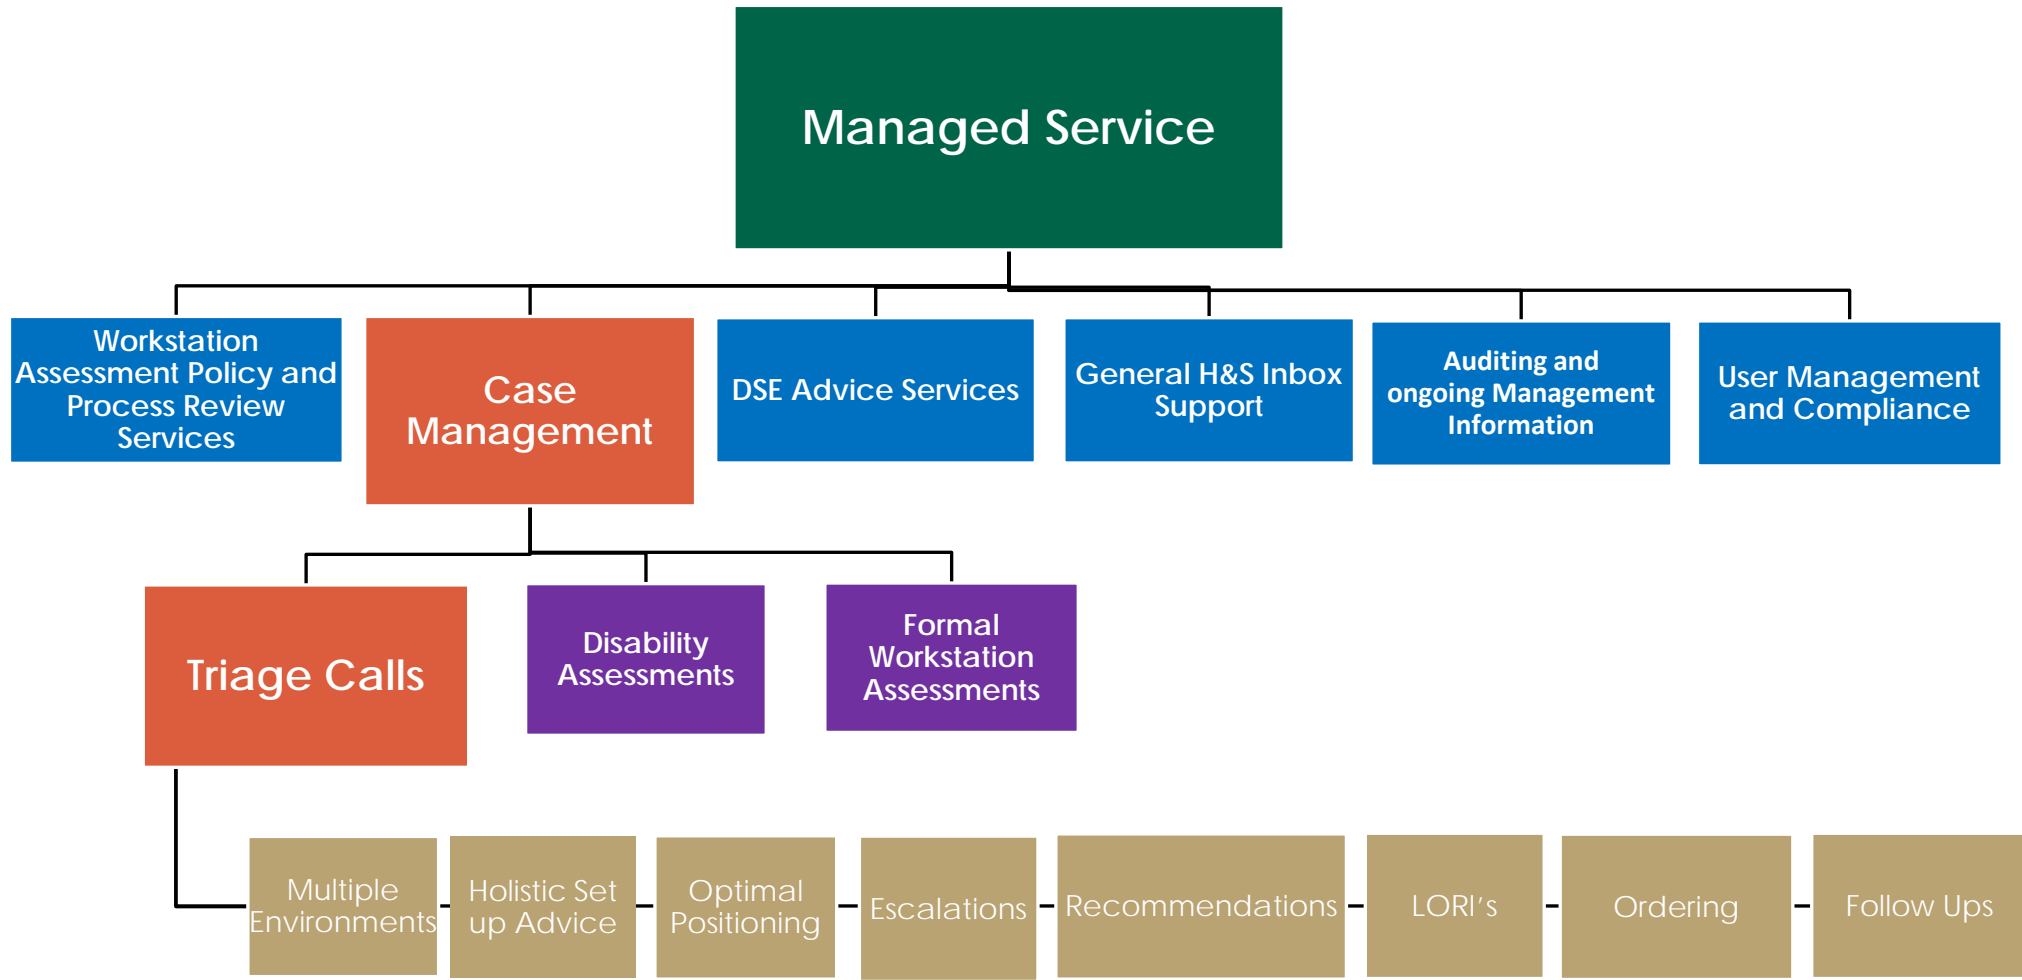 Managed Service
Workstation
Assessment Policy and
Process Review
Services
Case
Management
DSE Advice Services
General H&S Inbox
Support
Auditing and
ongoing Management
Information
User Management
and Compliance
Triage Calls
Disability
Assessments
Formal
Workstation
Assessments
Multiple
Environments
Holistic Set
up Advice
Optimal
Positioning
Escalations
Recommendations
LORI's
Ordering
Follow Ups